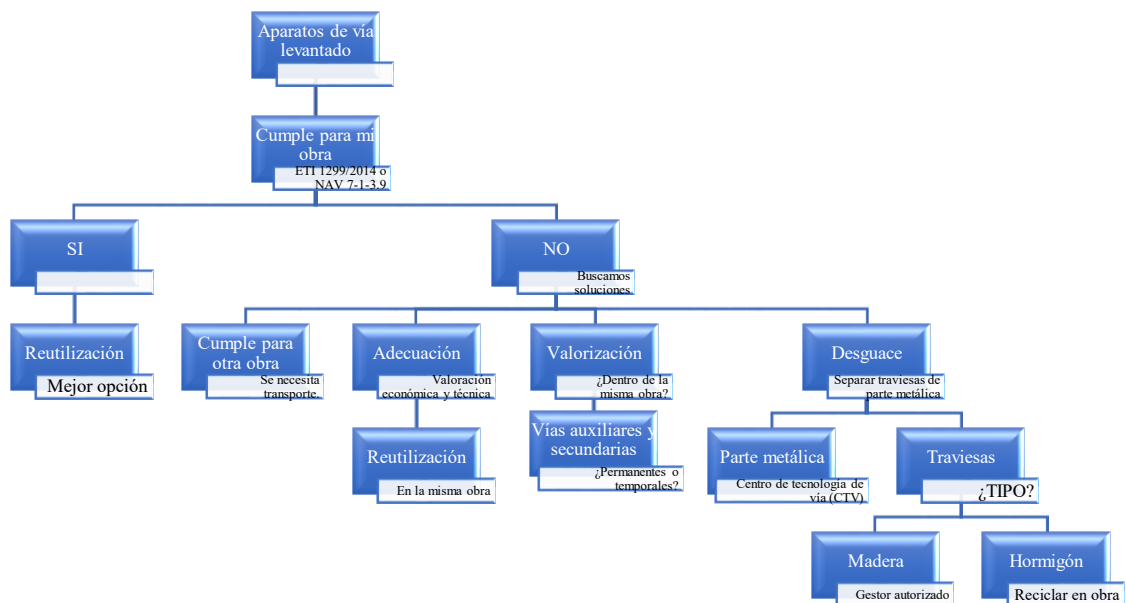 Aparatos de vía
levantado
Cumple para mi
obra
ETI 1299/2014 o
NAV 7-1-3.9
SI
NO
Buscamos
soluciones.
Reutilización
Mejor opción
Cumple para
otra obra
Se necesita
transporte.
Adecuación
Valoración
económica y técnica
Valorización
¿Dentro de la
misma obra?
Desguace
Separar traviesas de
parte metálica
Reutilización
En la misma obra
Vías auxiliares y
secundarias
¿Permanentes o
temporales?
Parte metálica
Centro de tecnología de
vía (CTV)
Traviesas
¿TIPO?
Madera
Gestor autorizado
Hormigón
Reciclar en obra